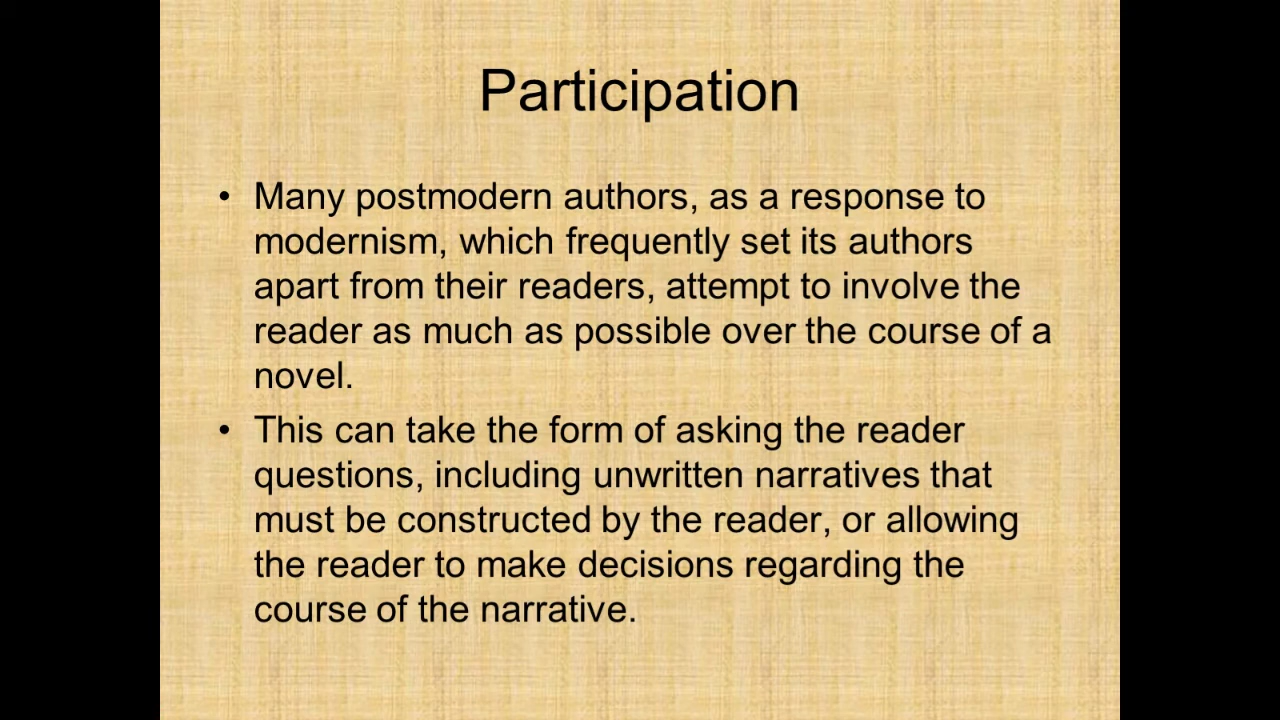 Participation
• Many postmodern authors, as a response to
modernism, which frequently set its authors
apart from their readers, attempt to involve the
reader as much as possible over the course of a
novel.
• This can take the form of asking the reader
questions, including unwritten narratives that
must be constructed by the reader, or allowing
the reader to make decisions regarding the
course of the narrative.